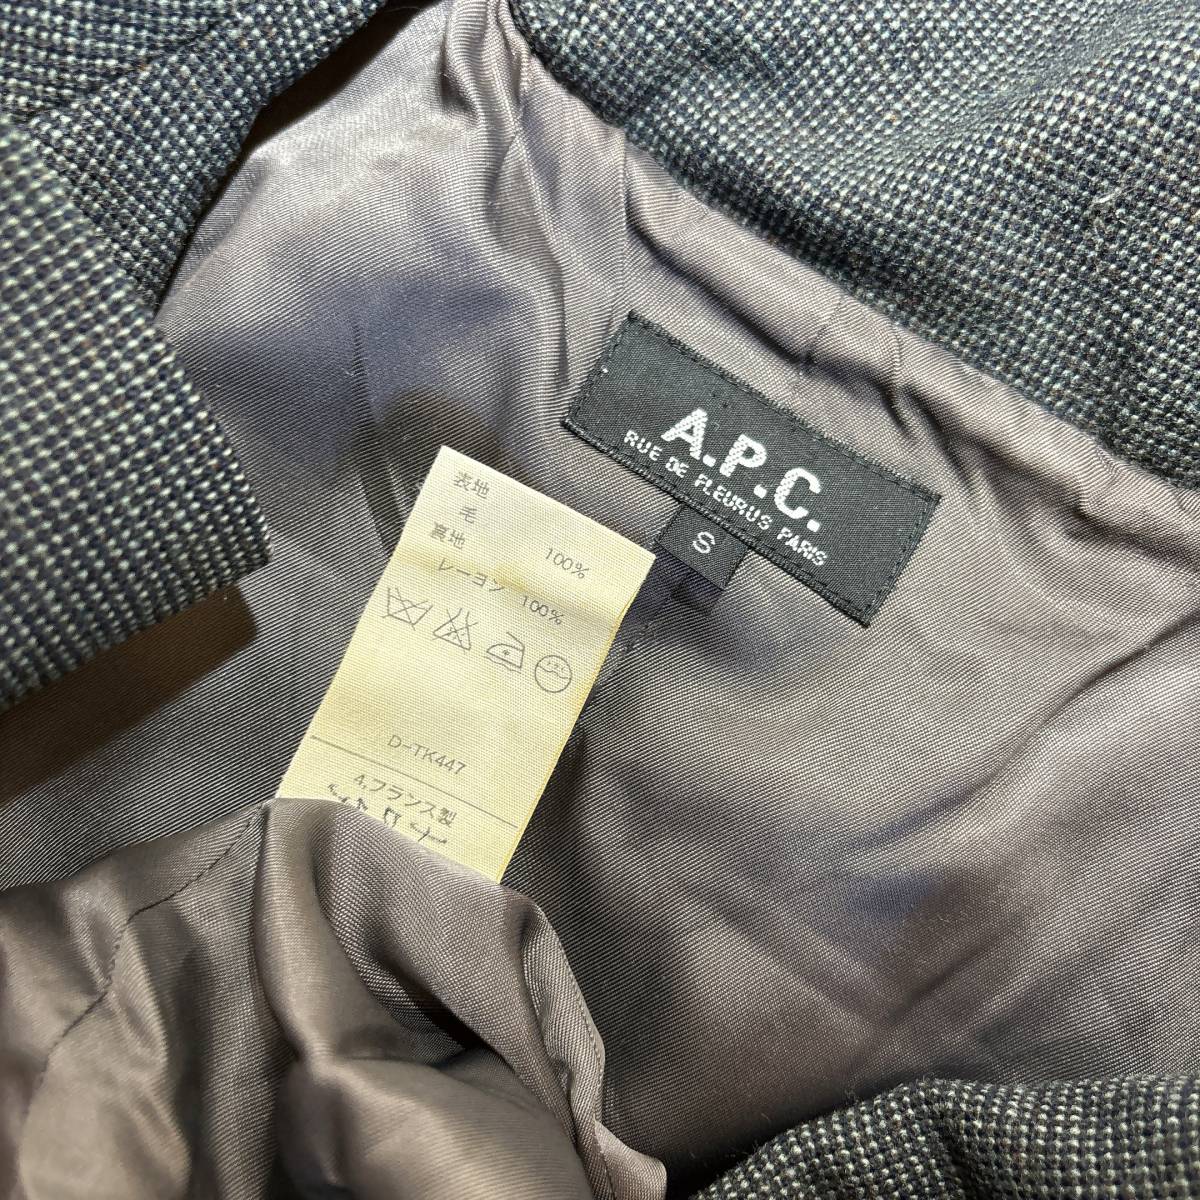 A.P.C.
RUE DE FLEURUS PARIS
S
表地
毛 100%
裏地
レーヨン 100%
D-TK447
4.フランス製